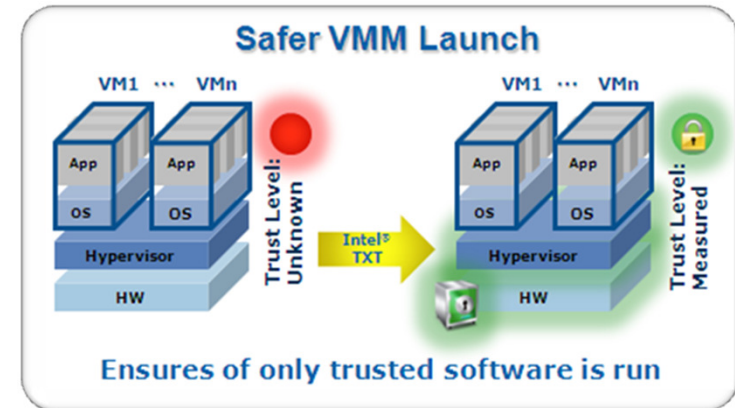 Safer VMM Launch
VM1 ... VMn
App App
OS OS
Hypervisor
HW
Trust Level:
Unknown
Intel®
TXT
VM1 ... VMn
App App
OS OS
Hypervisor
HW
Trust Level:
Measured
Ensures of only trusted software is run